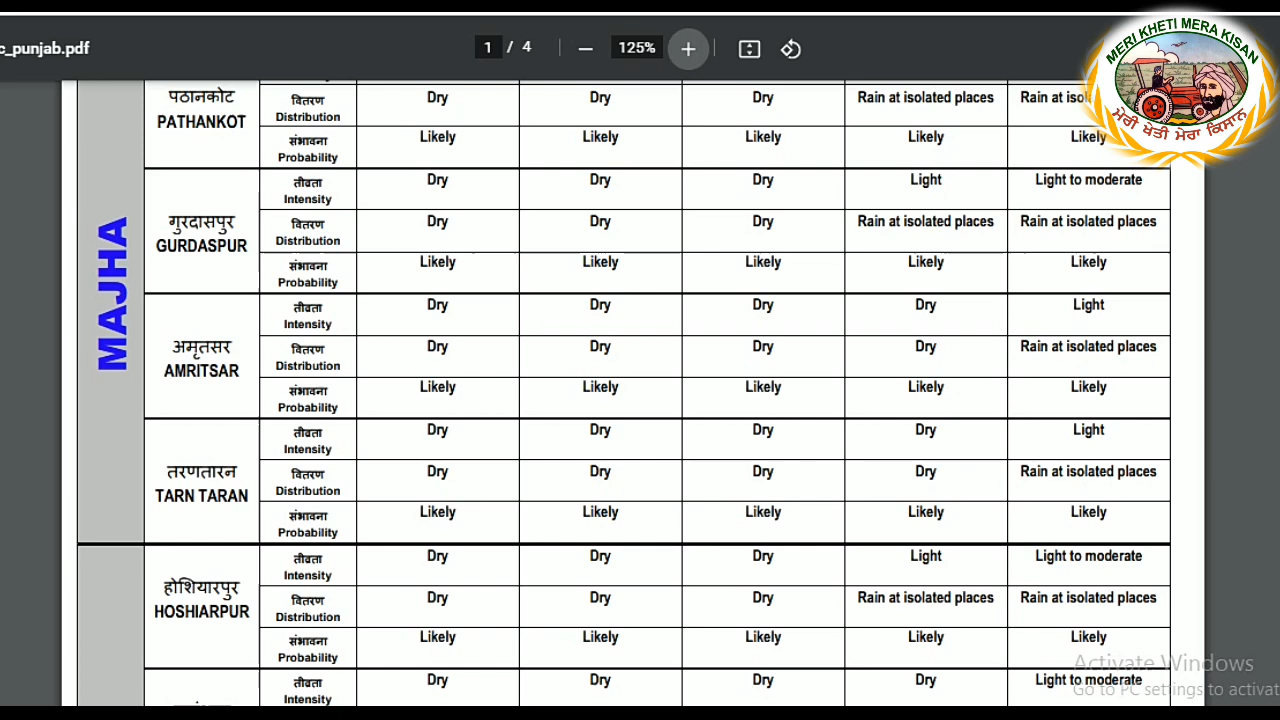 c_punjab.pdf
1 / 4
125%
MERI KHETI MERA KISAN
ਮੇਰੀ ਖੇਤੀ ਮੇਰਾ ਕਿਸਾਨ
MAJHA
पठानकोट
PATHANKOT
वितरण
Distribution
Dry Dry Dry Rain at isolated places Rain at
संभावना
Probability
Likely Likely Likely Likely Likely
गुरदासपुर
GURDASPUR
तीव्रता
Intensity
Dry Dry Dry Light Light to moderate
वितरण
Distribution
Dry Dry Dry Rain at isolated places Rain at isolated places
संभावना
Probability
Likely Likely Likely Likely Likely
अमृतसर
AMRITSAR
तीव्रता
Intensity
Dry Dry Dry Dry Light
वितरण
Distribution
Dry Dry Dry Dry Rain at isolated places
संभावना
Probability
Likely Likely Likely Likely Likely
तरणतारन
TARN TARAN
तीव्रता
Intensity
Dry Dry Dry Dry Light
वितरण
Distribution
Dry Dry Dry Dry Rain at isolated places
संभावना
Probability
Likely Likely Likely Likely Likely
होशियारपुर
HOSHIARPUR
तीव्रता
Intensity
Dry Dry Dry Light Light to moderate
वितरण
Distribution
Dry Dry Dry Rain at isolated places Rain at isolated places
संभावना
Probability
Likely Likely Likely Likely Likely
तीव्रता
Intensity
Dry Dry Dry Dry Light to moderate
Activate Windows
Go to PC settings to activat